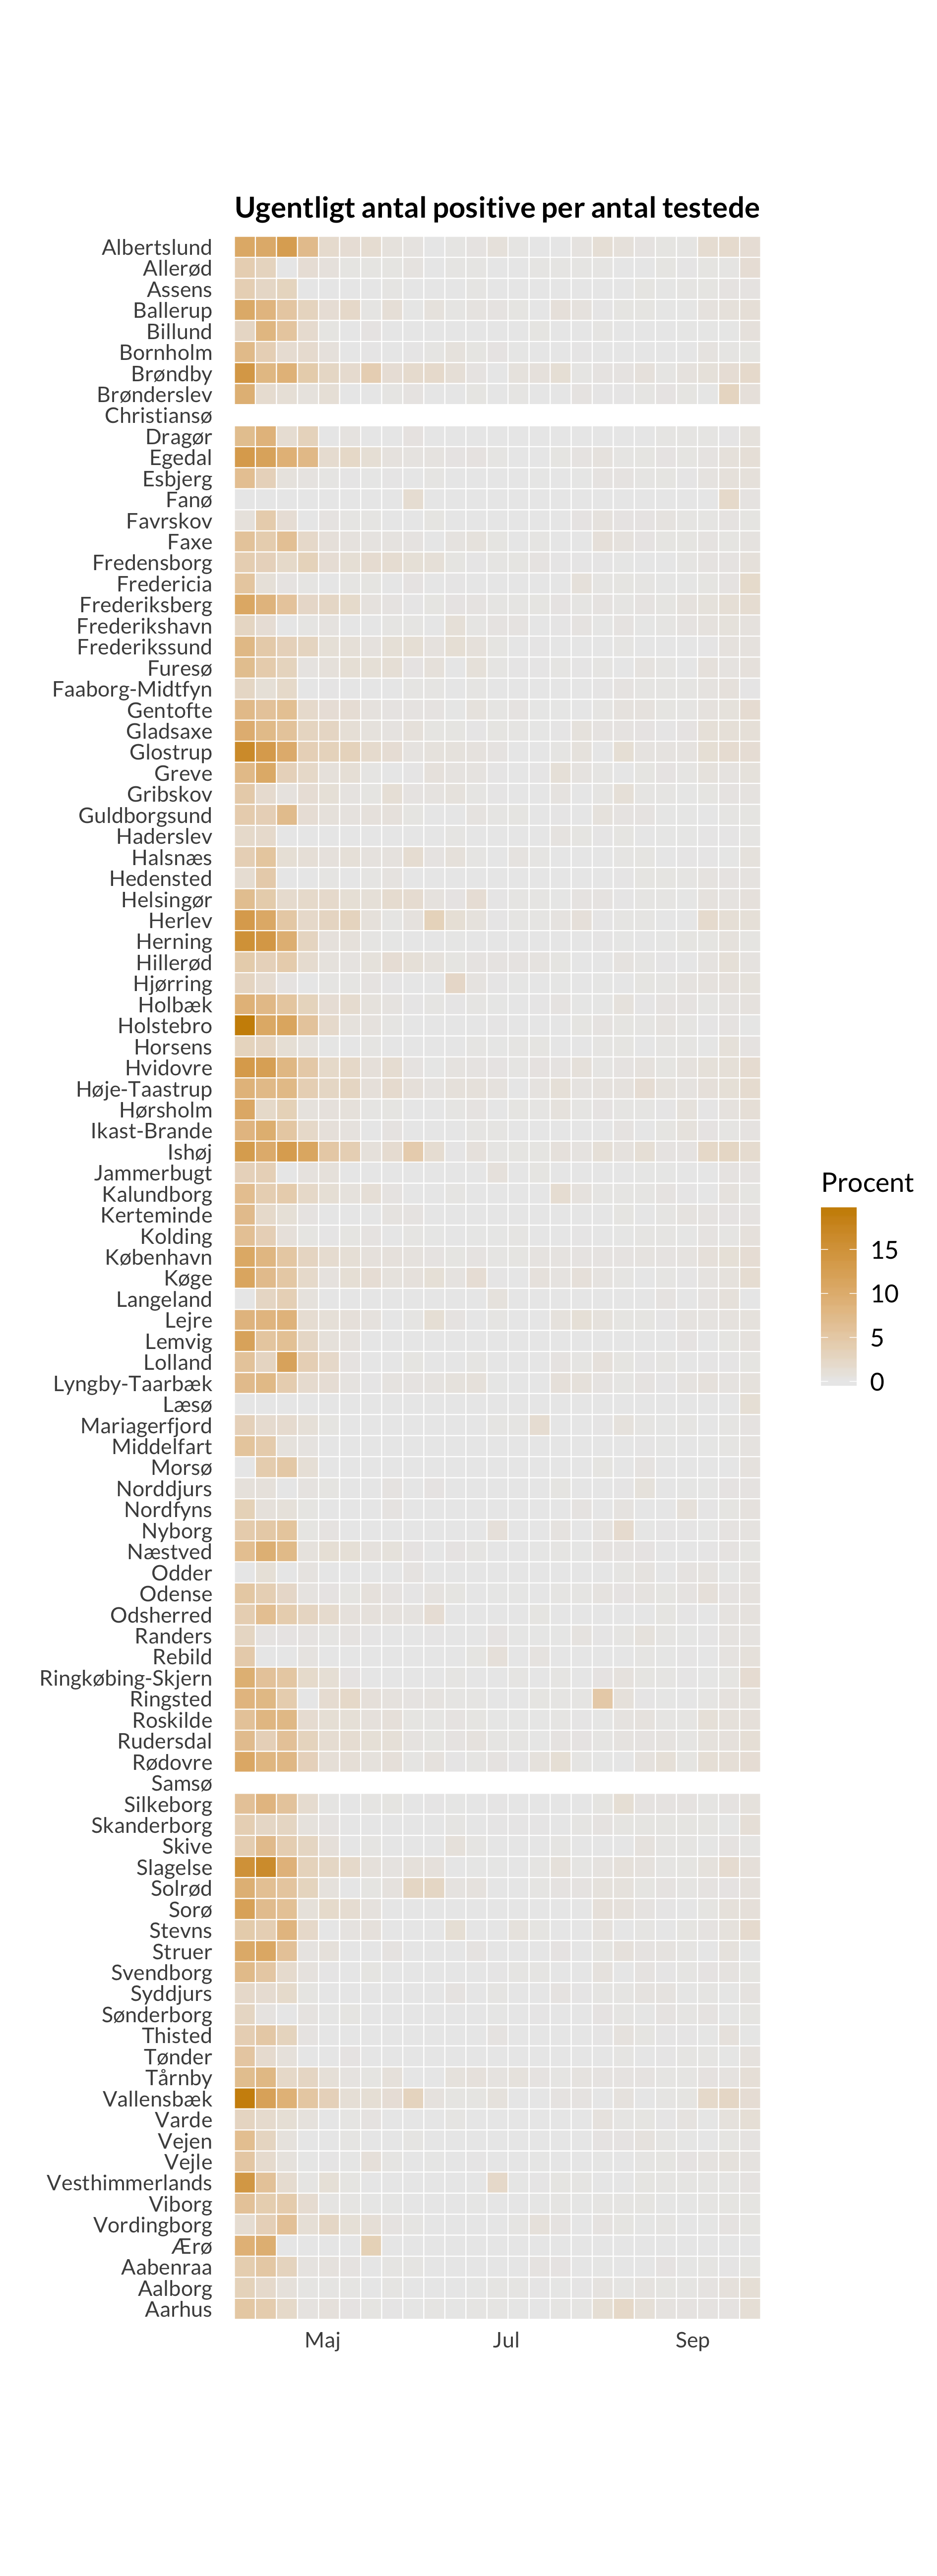 Ugentligt antal positive per antal testede
Albertslund
Allerød
Assens
Ballerup
Billund
Bornholm
Brøndby
Brønderslev
Christiansø
Dragør
Egedal
Esbjerg
Fanø
Favrskov
Faxe
Fredensborg
Fredericia
Frederiksberg
Frederikshavn
Frederikssund
Furesø
Faaborg-Midtfyn
Gentofte
Gladsaxe
Glostrup
Greve
Gribskov
Guldborgsund
Haderslev
Halsnæs
Hedensted
Helsingør
Herlev
Herning
Hillerød
Hjørring
Holbæk
Holstebro
Horsens
Hvidovre
Høje-Taastrup
Hørsholm
Ikast-Brande
Ishøj
Jammerbugt
Kalundborg
Kerteminde
Kolding
København
Køge
Langeland
Lejre
Lemvig
Lolland
Lyngby-Taarbæk
Læsø
Mariagerfjord
Middelfart
Morsø
Norddjurs
Nordfyns
Nyborg
Næstved
Odder
Odense
Odsherred
Randers
Rebild
Ringkøbing-Skjern
Ringsted
Roskilde
Rudersdal
Rødovre
Samsø
Silkeborg
Skanderborg
Skive
Slagelse
Solrød
Sorø
Stevns
Struer
Svendborg
Syddjurs
Sønderborg
Thisted
Tønder
Tårnby
Vallensbæk
Varde
Vejen
Vejle
Vesthimmerlands
Viborg
Vordingborg
Ærø
Aabenraa
Aalborg
Aarhus
Maj Jul Sep
Procent
15
10
5
0